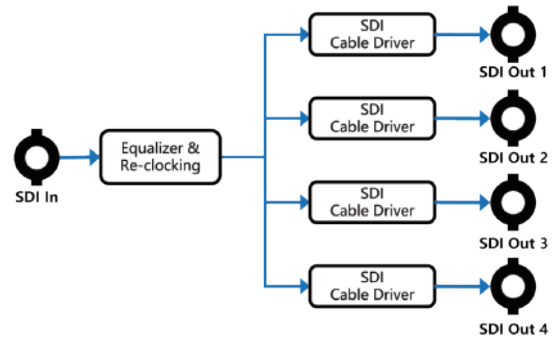 SDI
Cable Driver
SDI Out 1
SDI
Cable Driver
SDI Out 2
Equalizer &
Re-clocking
SDI In
SDI
Cable Driver
SDI Out 3
SDI
Cable Driver
SDI Out 4